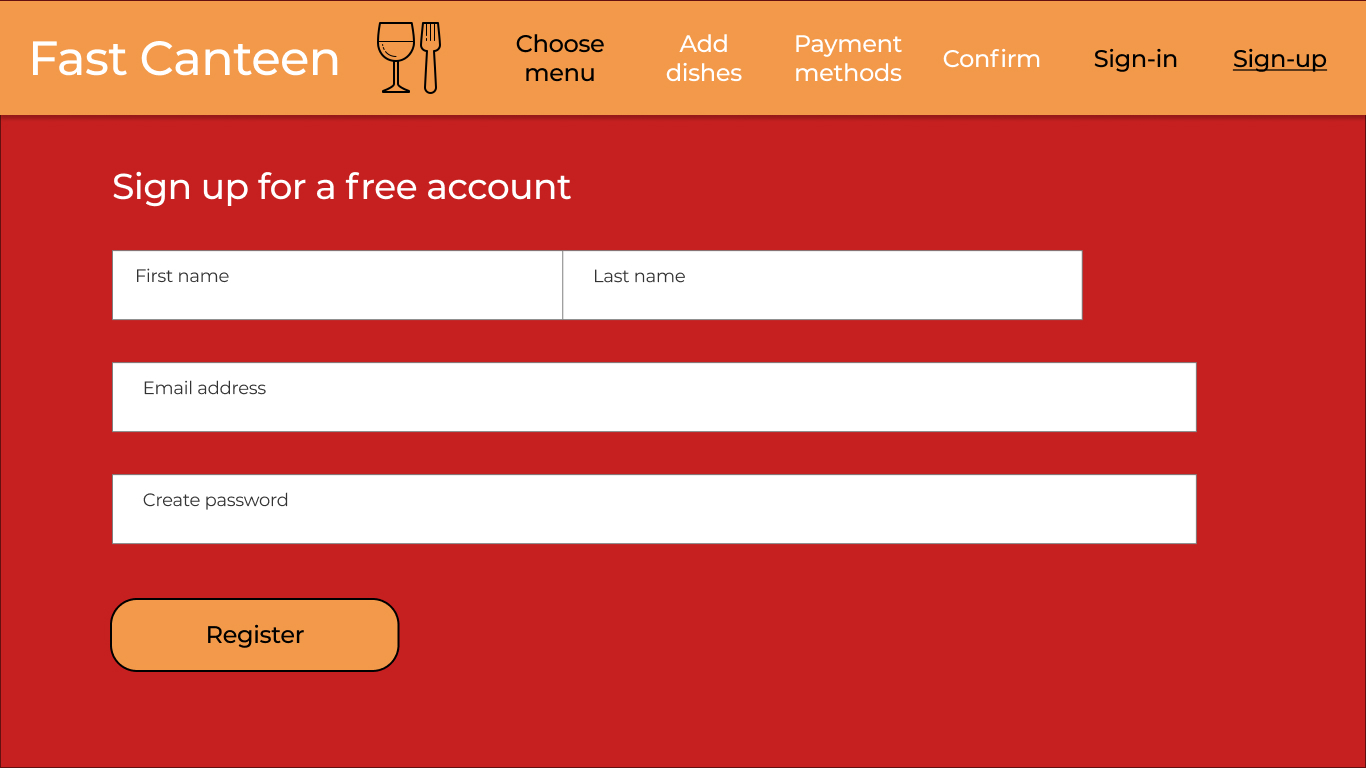 Fast Canteen
Choose
menu
Add
dishes
Payment
methods
Confirm
Sign-in
Sign-up
Sign up for a free account
First name
Last name
Email address
Create password
Register